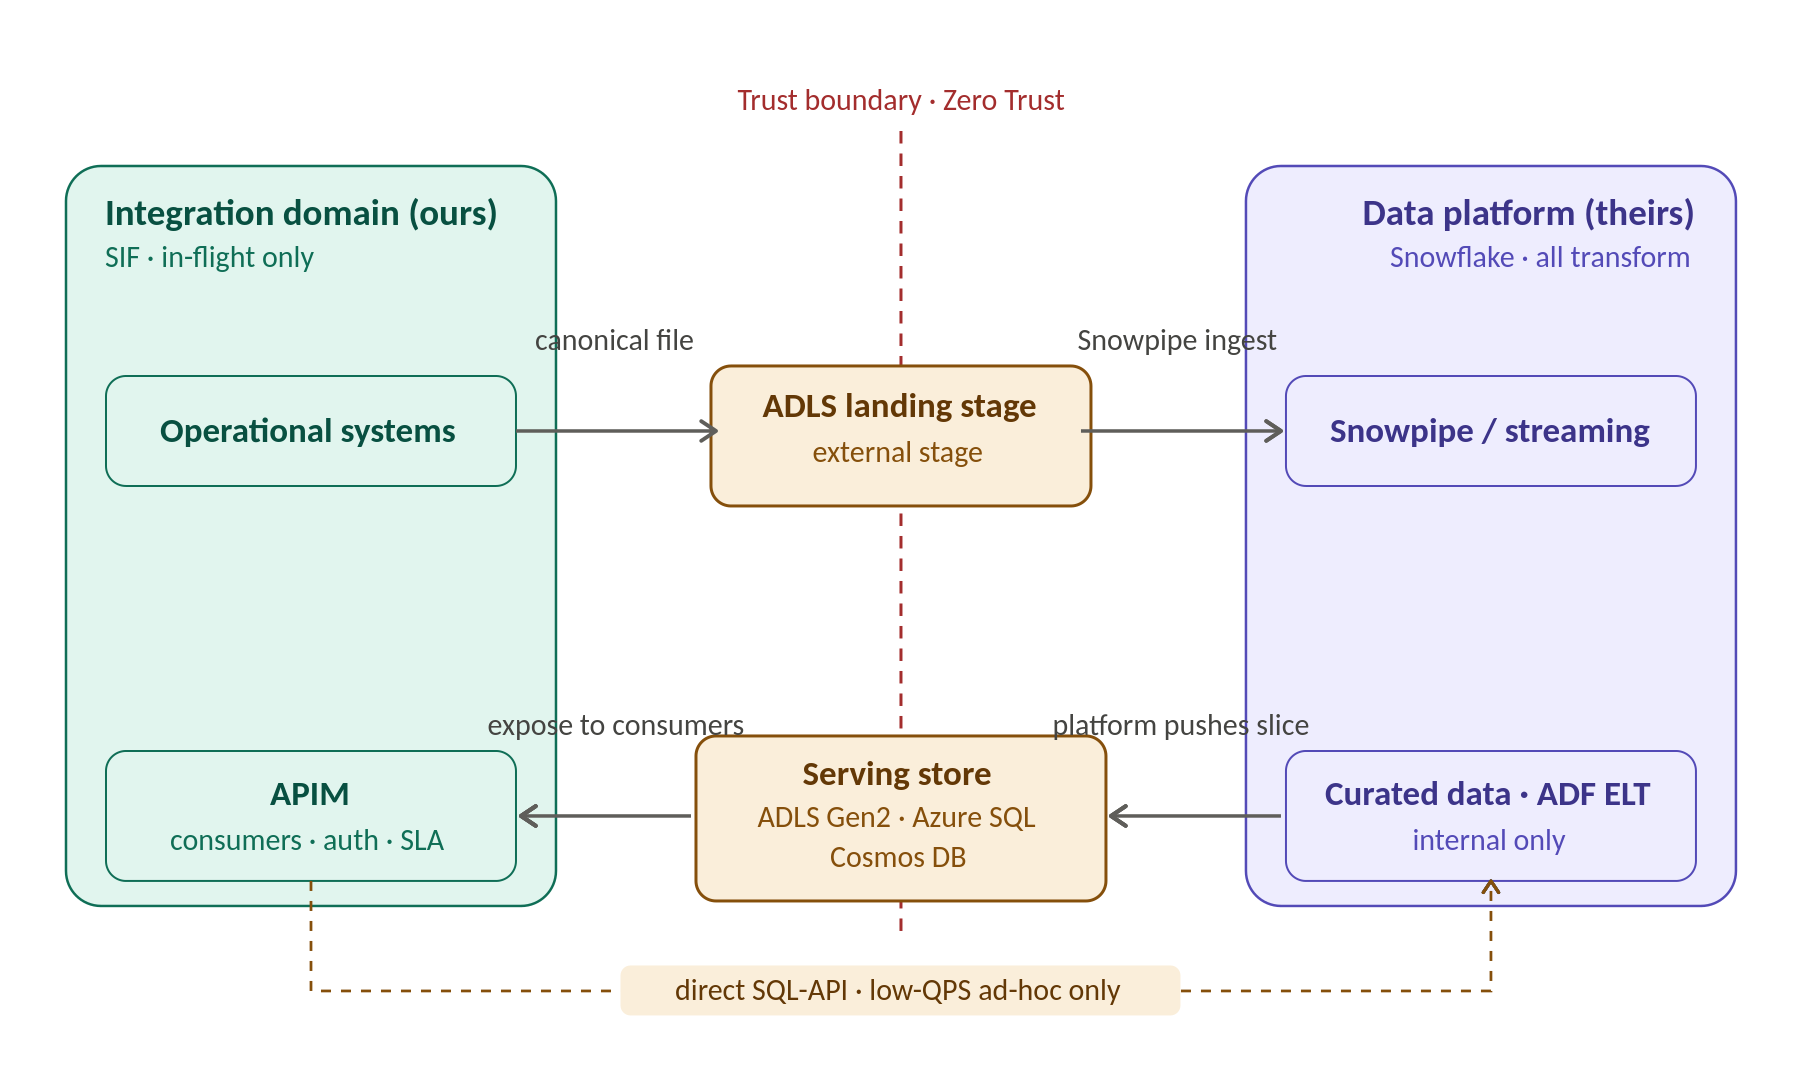 Trust boundary · Zero Trust
Integration domain (ours)
SIF · in-flight only
Data platform (theirs)
Snowflake · all transform
canonical file
Snowpipe ingest
Operational systems
ADLS landing stage
external stage
Snowpipe / streaming
expose to consumers
platform pushes slice
APIM
consumers · auth · SLA
Serving store
ADLS Gen2 · Azure SQL
Cosmos DB
Curated data · ADF ELT
internal only
direct SQL-API · low-QPS ad-hoc only